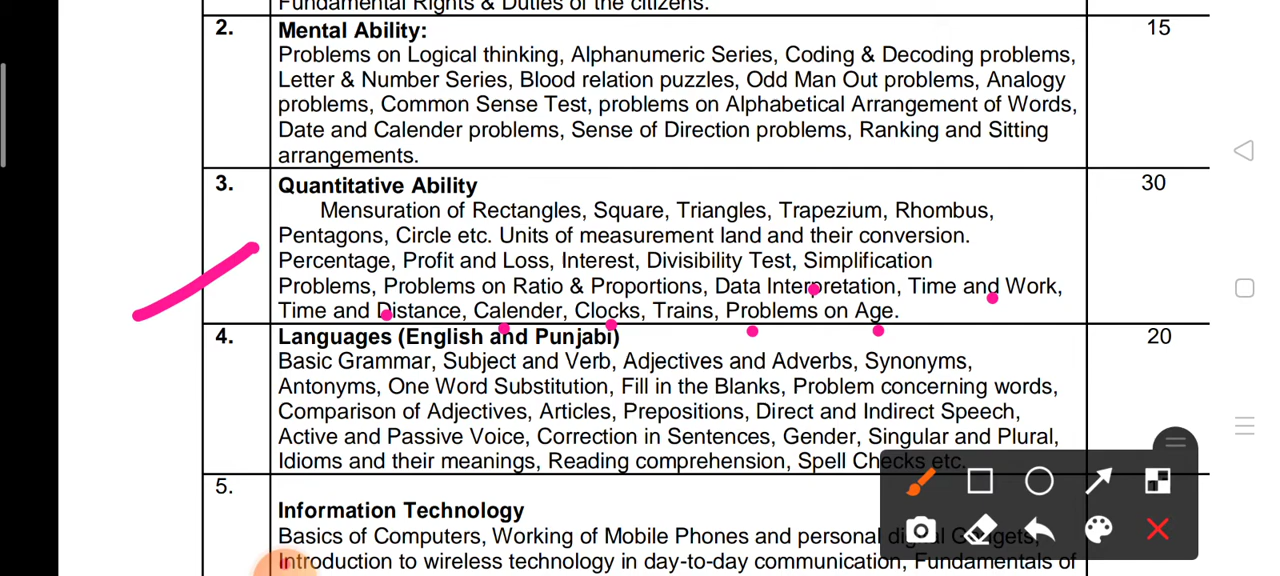 Fundamental Rights & Duties of the citizens.
2. Mental Ability: 15
Problems on Logical thinking, Alphanumeric Series, Coding & Decoding problems,
Letter & Number Series, Blood relation puzzles, Odd Man Out problems, Analogy
problems, Common Sense Test, problems on Alphabetical Arrangement of Words,
Date and Calender problems, Sense of Direction problems, Ranking and Sitting
arrangements.
3. Quantitative Ability 30
Mensuration of Rectangles, Square, Triangles, Trapezium, Rhombus,
Pentagons, Circle etc. Units of measurement land and their conversion.
Percentage, Profit and Loss, Interest, Divisibility Test, Simplification
Problems, Problems on Ratio & Proportions, Data Interpretation, Time and Work,
Time and Distance, Calender, Clocks, Trains, Problems on Age.
4. Languages (English and Punjabi) 20
Basic Grammar, Subject and Verb, Adjectives and Adverbs, Synonyms,
Antonyms, One Word Substitution, Fill in the Blanks, Problem concerning words,
Comparison of Adjectives, Articles, Prepositions, Direct and Indirect Speech,
Active and Passive Voice, Correction in Sentences, Gender, Singular and Plural,
Idioms and their meanings, Reading comprehension, Spell Checks etc.
5.
Information Technology
Basics of Computers, Working of Mobile Phones and personal digital Gadgets,
Introduction to wireless technology in day-to-day communication, Fundamentals of